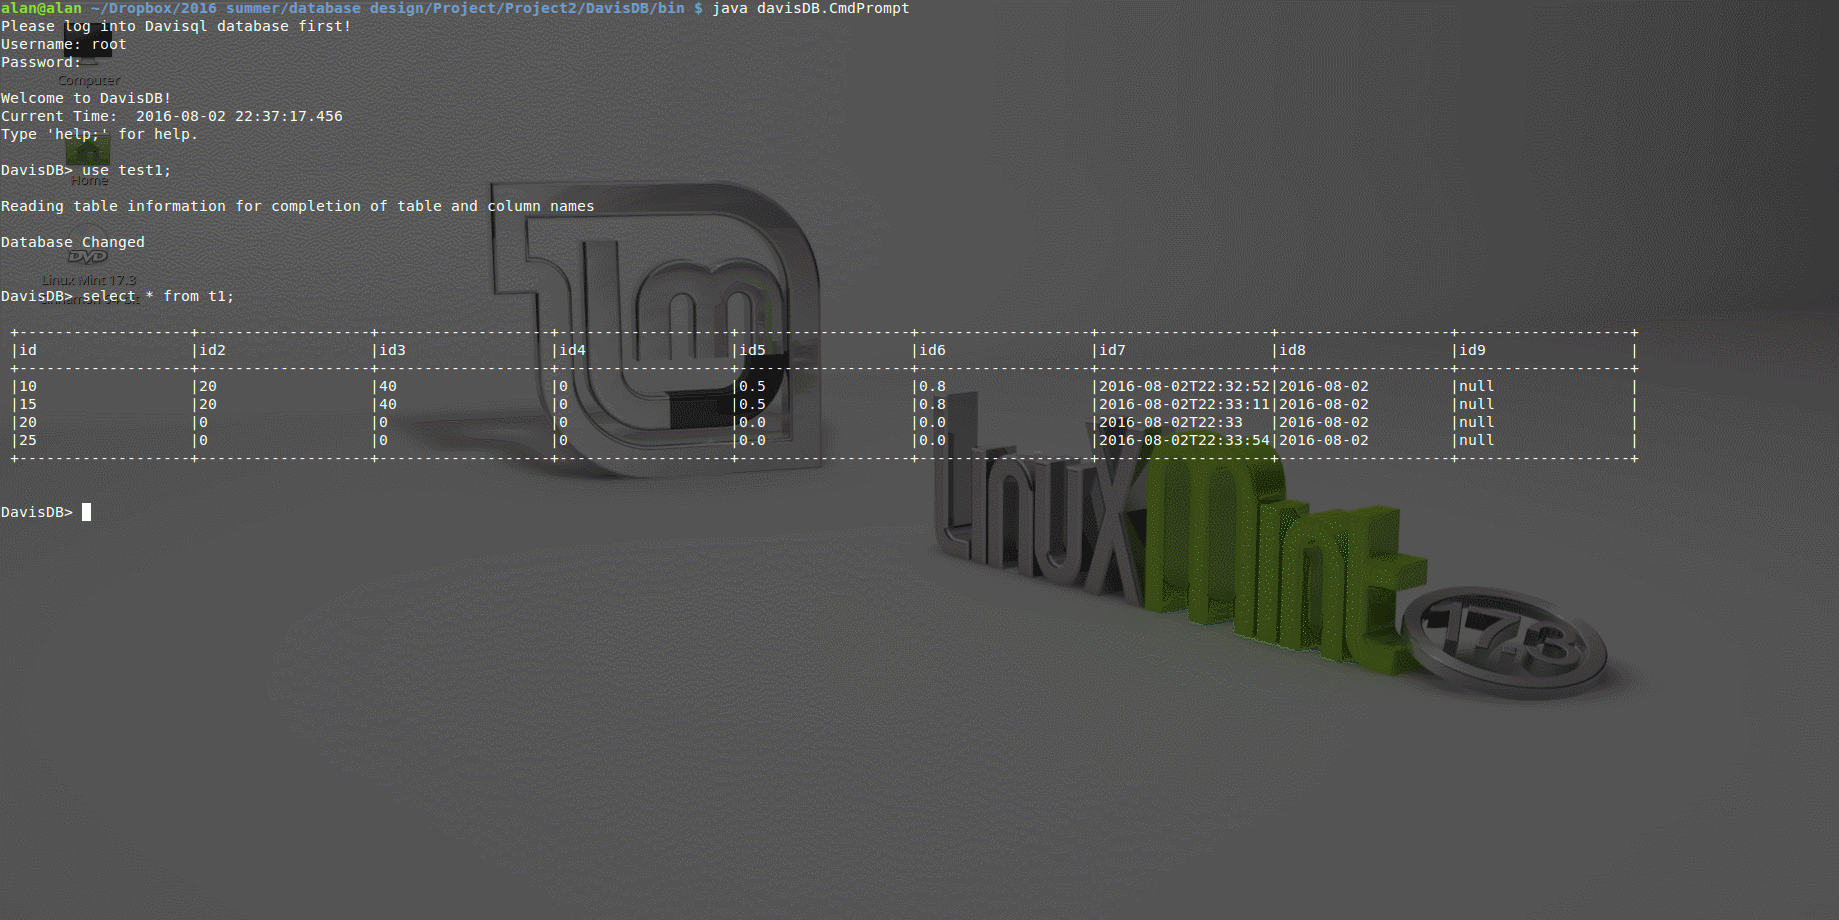 alan@alan ~/Dropbox/2016 summer/database design/Project/Project2/DavisDB/bin $ java davisDB.CmdPrompt
Please log into Davisql database first!
Username: root
Password:
Computer
Welcome to DavisDB!
Current Time:  2016-08-02 22:37:17.456
Type 'help;' for help.
DavisDB> use test1;
Home
Reading table information for completion of table and column names
Database Changed
DVD
Linux Mint 17.3
DavisDB> select * from t1;
+-------------------+-------------------+-------------------+-------------------+-------------------+-------------------+-------------------+-------------------+-------------------+
|id                 |id2                |id3                |id4                |id5                |id6                |id7                |id8                |id9                |
+-------------------+-------------------+-------------------+-------------------+-------------------+-------------------+-------------------+-------------------+-------------------+
|10                 |20                 |40                 |0                  |0.5                |0.8                |2016-08-02T22:32:52|2016-08-02         |null               |
|15                 |20                 |40                 |0                  |0.5                |0.8                |2016-08-02T22:33:11|2016-08-02         |null               |
|20                 |0                  |0                  |0                  |0.0                |0.0                |2016-08-02T22:33   |2016-08-02         |null               |
|25                 |0                  |0                  |0                  |0.0                |0.0                |2016-08-02T22:33:54|2016-08-02         |null               |
+-------------------+-------------------+-------------------+-------------------+-------------------+-------------------+-------------------+-------------------+-------------------+
DavisDB>
lm
Linux Mint
17.3